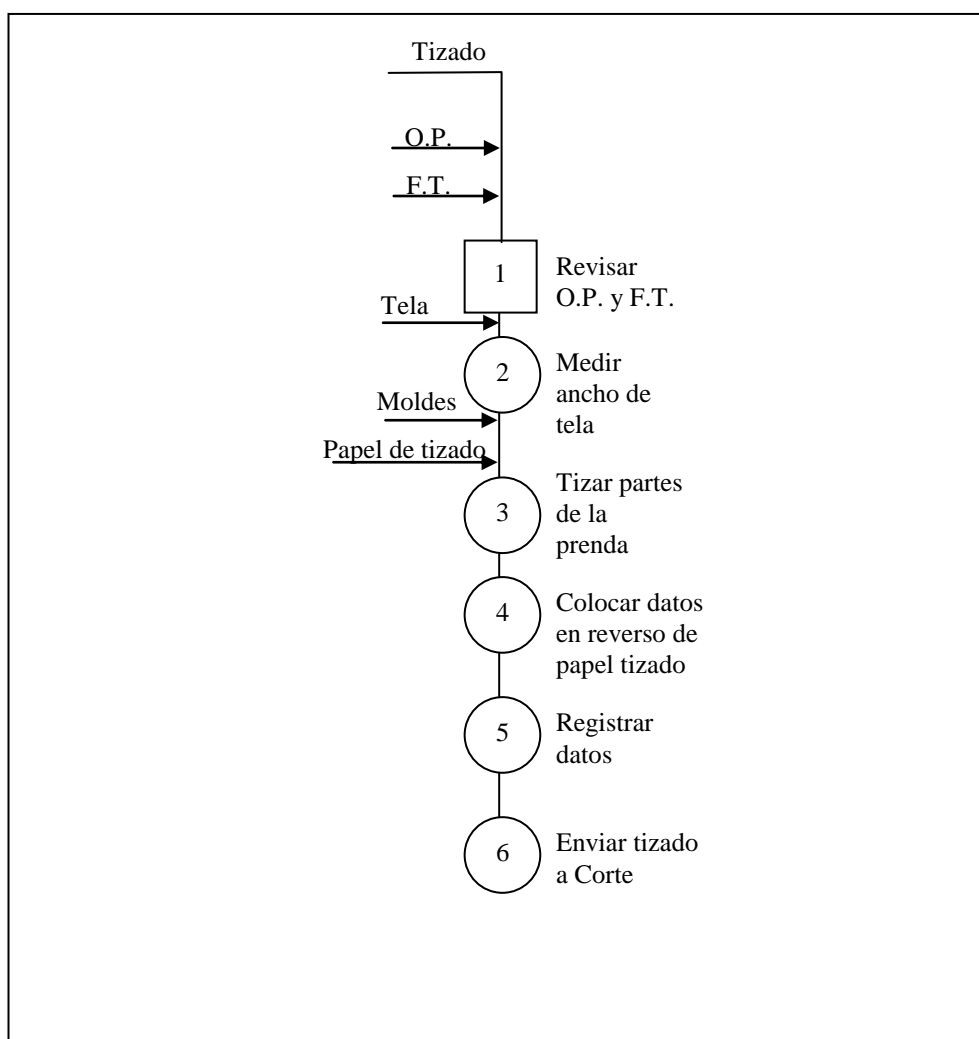 Tizado
O.P.
F.T.
1
Revisar
O.P. y F.T.
Tela
2
Medir
ancho de
tela
Moldes
Papel de tizado
3
Tizar partes
de la
prenda
4
Colocar datos
en reverso de
papel tizado
5
Registrar
datos
6
Enviar tizado
a Corte